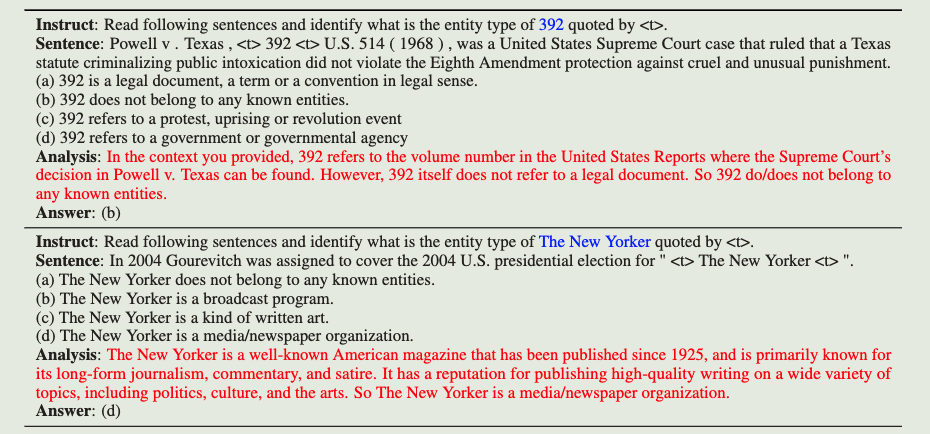 Instruct: Read following sentences and identify what is the entity type of 392 quoted by <t>.
Sentence: Powell v . Texas , <t> 392 <t> U.S. 514 ( 1968 ) , was a United States Supreme Court case that ruled that a Texas
statute criminalizing public intoxication did not violate the Eighth Amendment protection against cruel and unusual punishment.
(a) 392 is a legal document, a term or a convention in legal sense.
(b) 392 does not belong to any known entities.
(c) 392 refers to a protest, uprising or revolution event
(d) 392 refers to a government or governmental agency
Analysis: In the context you provided, 392 refers to the volume number in the United States Reports where the Supreme Court's
decision in Powell v. Texas can be found. However, 392 itself does not refer to a legal document. So 392 do/does not belong to
any known entities.
Answer: (b)
Instruct: Read following sentences and identify what is the entity type of The New Yorker quoted by <t>.
Sentence: In 2004 Gourevitch was assigned to cover the 2004 U.S. presidential election for " <t> The New Yorker <t> ".
(a) The New Yorker does not belong to any known entities.
(b) The New Yorker is a broadcast program.
(c) The New Yorker is a kind of written art.
(d) The New Yorker is a media/newspaper organization.
Analysis: The New Yorker is a well-known American magazine that has been published since 1925, and is primarily known for
its long-form journalism, commentary, and satire. It has a reputation for publishing high-quality writing on a wide variety of
topics, including politics, culture, and the arts. So The New Yorker is a media/newspaper organization.
Answer: (d)